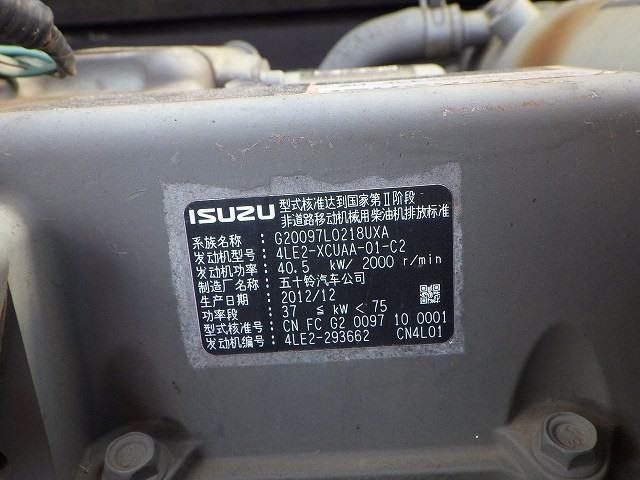 ISUZU 型式核准达到国家第Ⅱ阶段
非道路移动机械用柴油机排放标准
系族名称 : G20097L0218UXA
发动机型号 : 4LE2-XCUAA-01-C2
发动机功率 : 40.5 kW/ 2000 r/min
制造厂名称 : 五十铃汽车公司
生产日期 : 2012/12
功率段 : 37 ≤ kW < 75
型式核准号 : CN FC G2 0097 10 0001
发动机编号 : 4LE2-293662 CN4L01